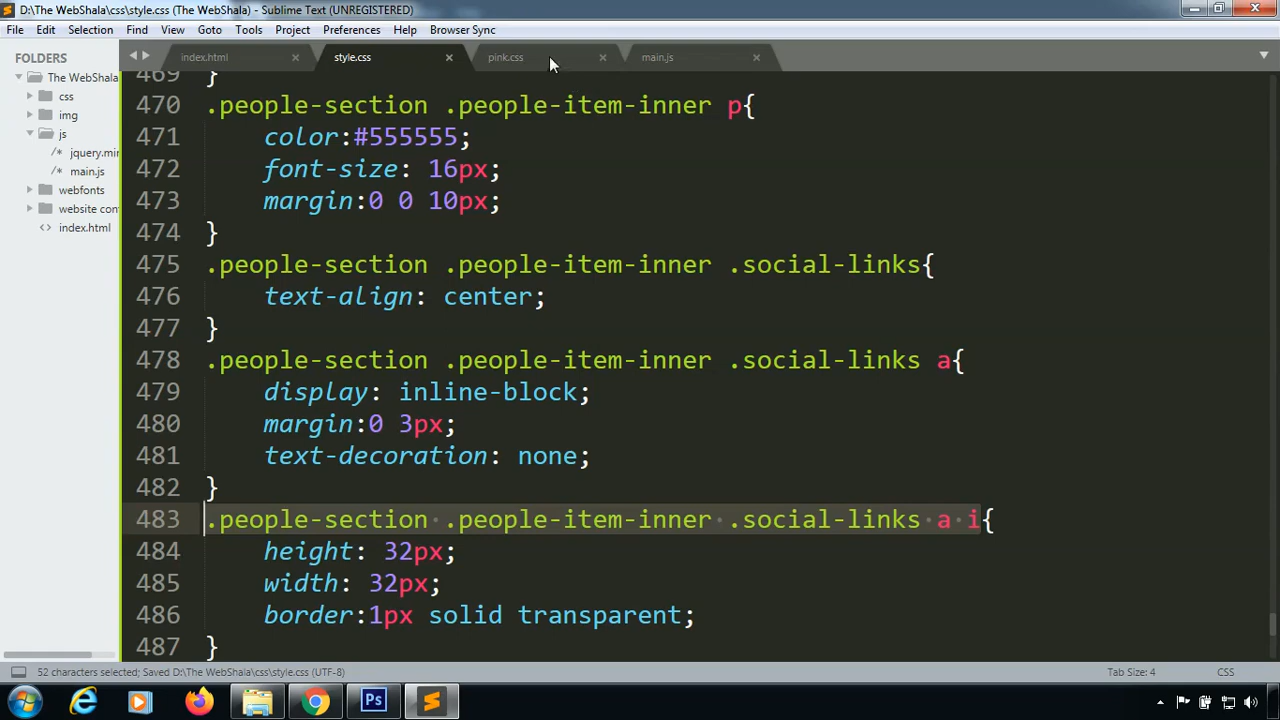 D:\The WebShala\css\style.css (The WebShala) - Sublime Text (UNREGISTERED)
File Edit Selection Find View Goto Tools Project Preferences Help Browser Sync
FOLDERS
The WebShala
css
img
js
jquery.mir
main.js
webfonts
website con
index.html
index.html style.css pink.css main.js
469 }
470 .people-section .people-item-inner p{
471 color:#555555;
472 font-size: 16px;
473 margin:0 0 10px;
474 }
475 .people-section .people-item-inner .social-links{
476 text-align: center;
477 }
478 .people-section .people-item-inner .social-links a{
479 display: inline-block;
480 margin:0 3px;
481 text-decoration: none;
482 }
483 .people-section .people-item-inner .social-links a i{
484 height: 32px;
485 width: 32px;
486 border:1px solid transparent;
487 }
52 characters selected; Saved D:\The WebShala\css\style.css (UTF-8) Tab Size: 4 CSS
Ps